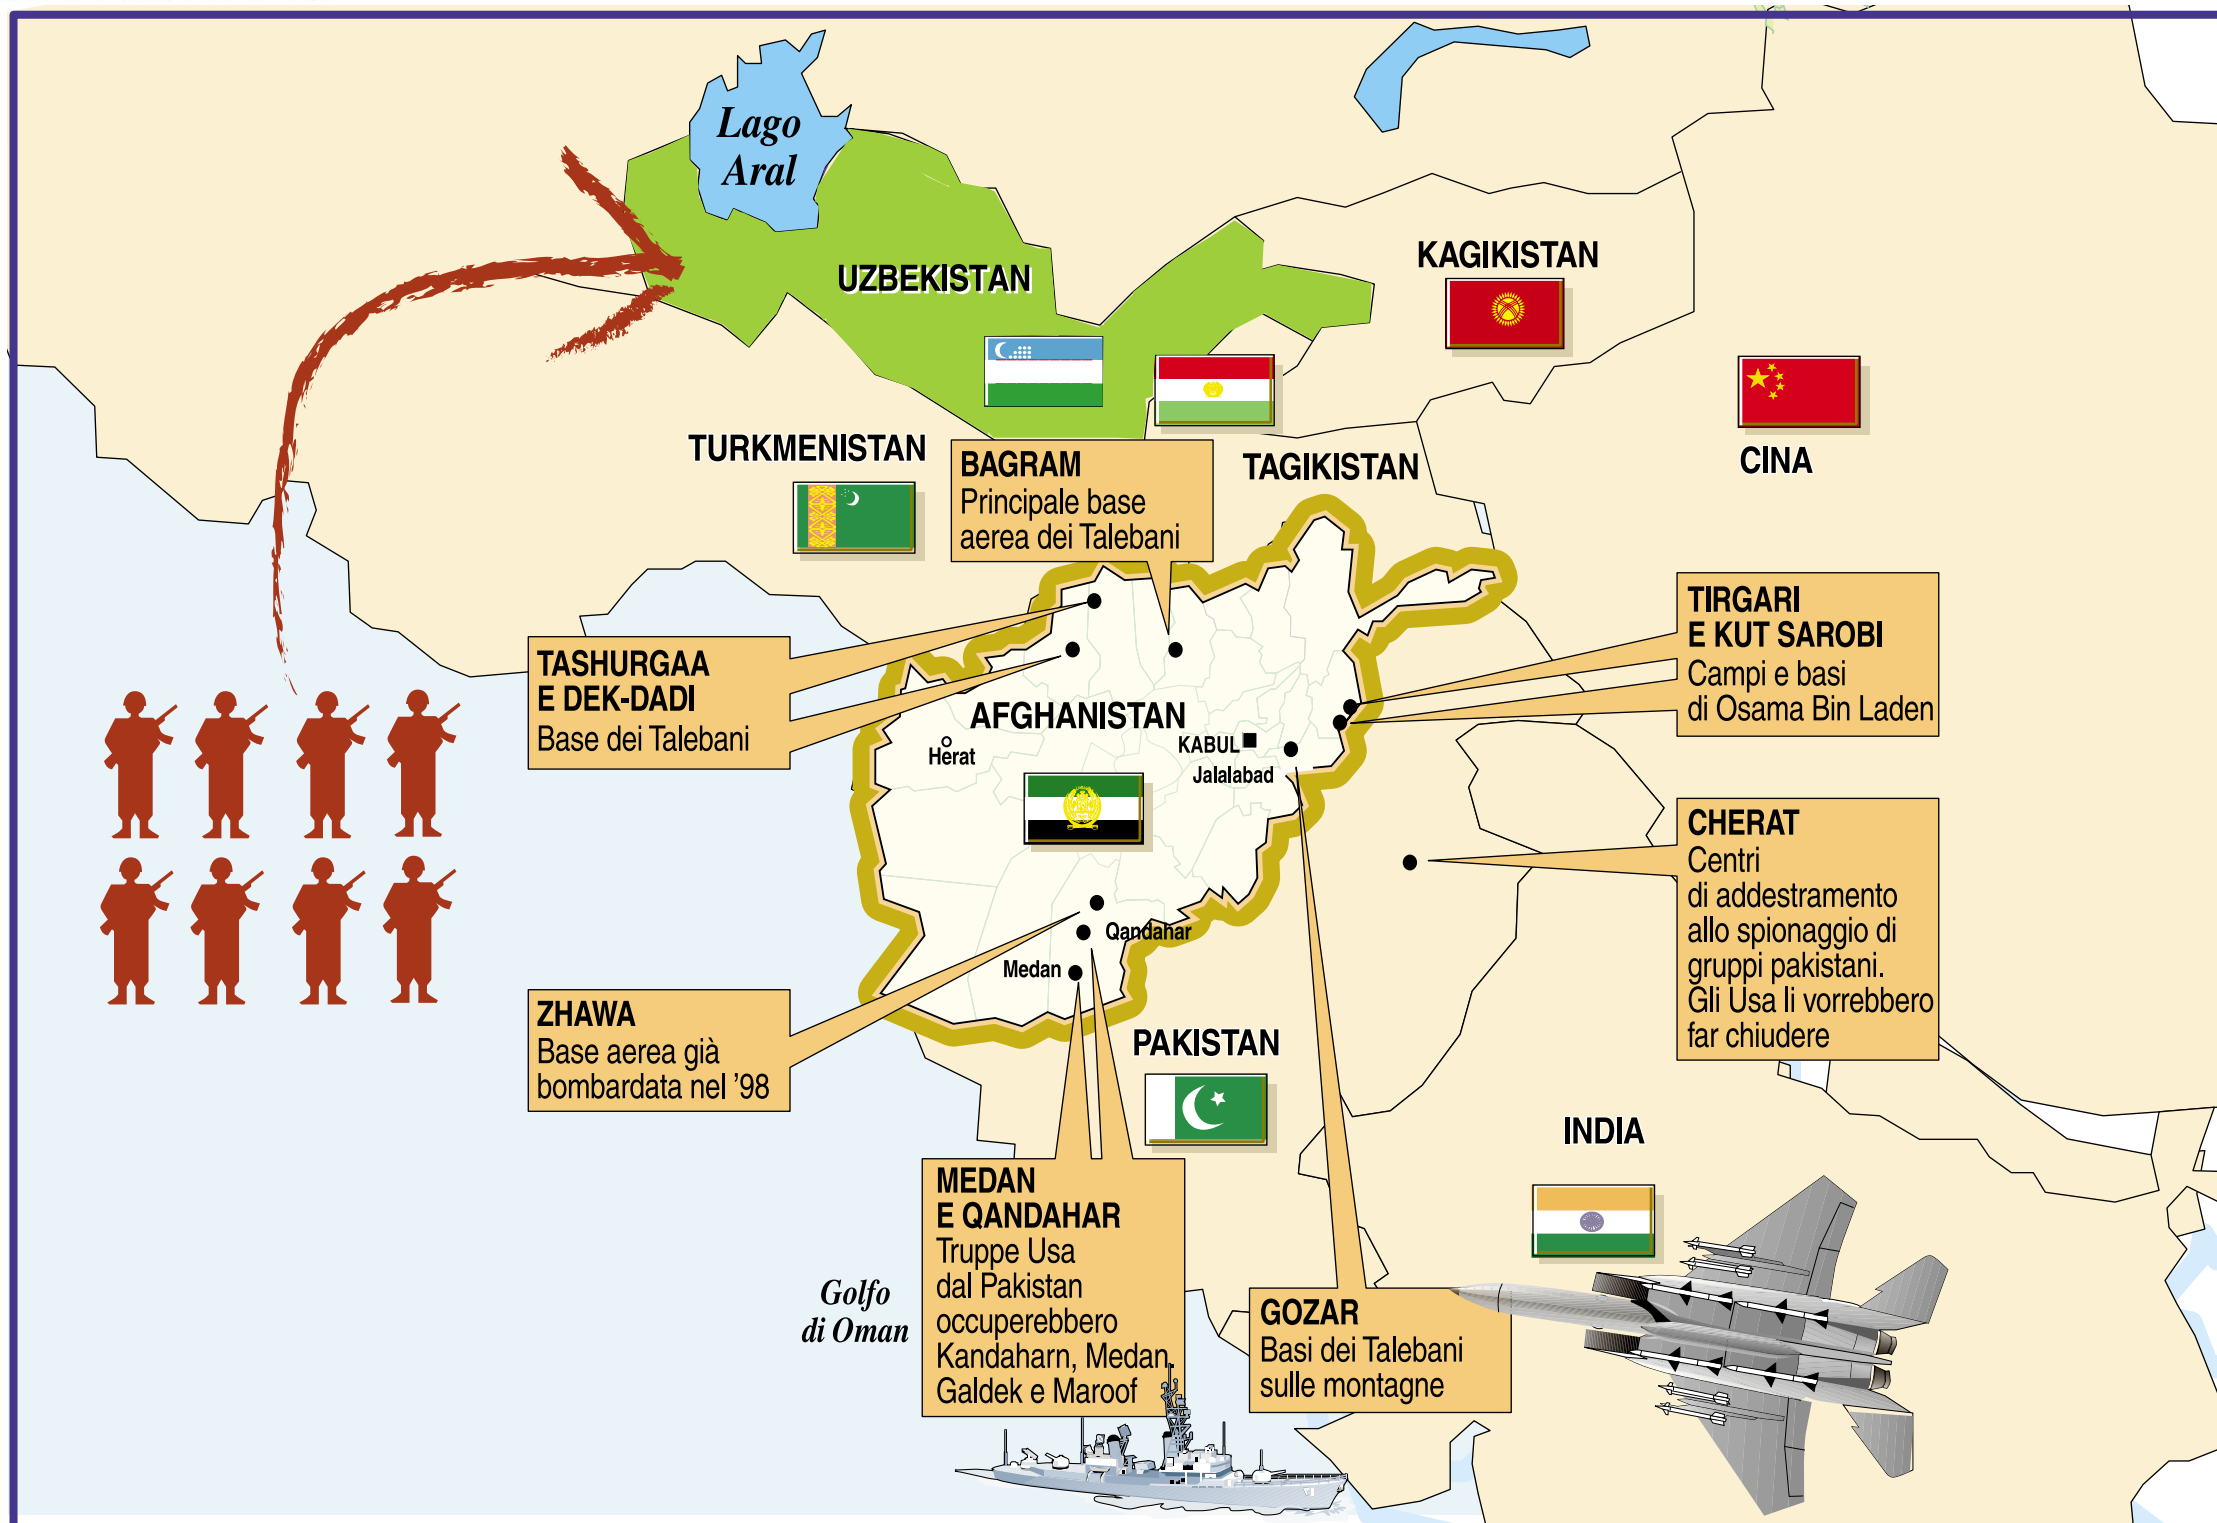 Lago
Aral
UZBEKISTAN
KAGIKISTAN
CINA
TURKMENISTAN
TAGIKISTAN
BAGRAM
Principale base
aerea dei Talebani
TASHURGAA
E DEK-DADI
Base dei Talebani
TIRGARI
E KUT SAROBI
Campi e basi
di Osama Bin Laden
AFGHANISTAN
Herat
KABUL
Jalalabad
CHERAT
Centri
di addestramento
allo spionaggio di
gruppi pakistani.
Gli Usa li vorrebbero
far chiudere
Qandahar
Medan
ZHAWA
Base aerea già
bombardata nel ’98
PAKISTAN
INDIA
MEDAN
E QANDAHAR
Truppe Usa
dal Pakistan
occuperebbero
Kandaharn, Medan,
Galdek e Maroof
Golfo
di Oman
GOZAR
Basi dei Talebani
sulle montagne